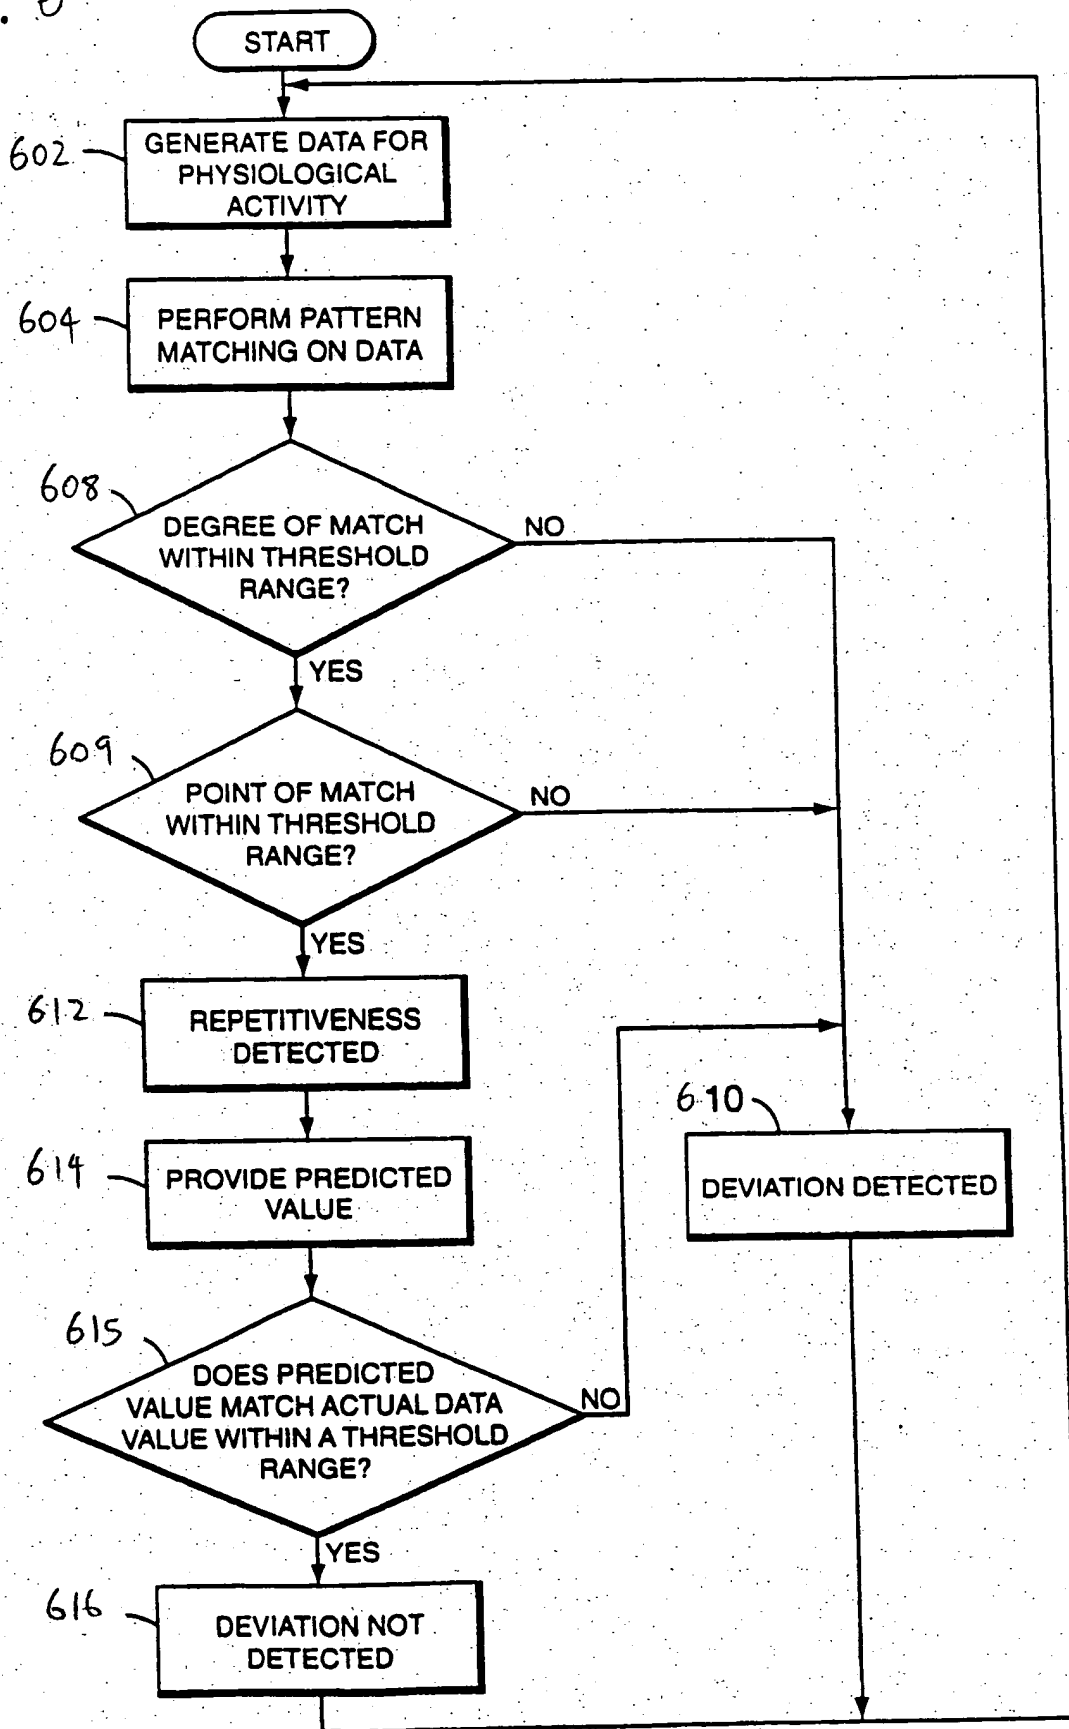 START
602
GENERATE DATA FOR
PHYSIOLOGICAL
ACTIVITY
604
PERFORM PATTERN
MATCHING ON DATA
608
DEGREE OF MATCH
WITHIN THRESHOLD
RANGE?
NO
YES
609
POINT OF MATCH
WITHIN THRESHOLD
RANGE?
NO
YES
612
REPETITIVENESS
DETECTED
610
DEVIATION DETECTED
614
PROVIDE PREDICTED
VALUE
615
DOES PREDICTED
VALUE MATCH ACTUAL DATA
VALUE WITHIN A THRESHOLD
RANGE?
NO
YES
616
DEVIATION NOT
DETECTED